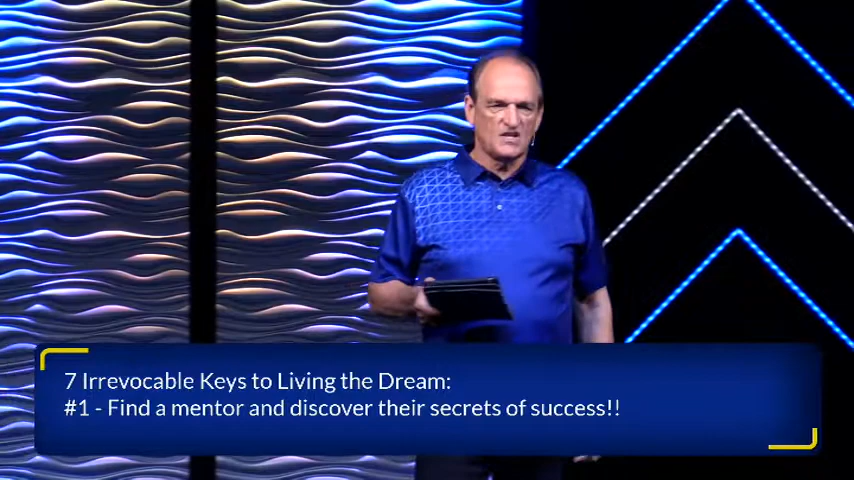 7 Irrevocable Keys to Living the Dream:
#1 - Find a mentor and discover their secrets of success!!